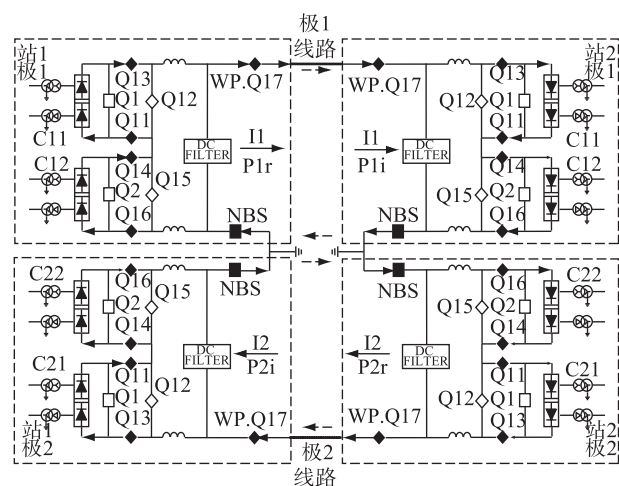 极1
线路
站1
极1
Q13
Q1
Q11
Q12
WP.Q17
C11
DC
FILTER
I1
P1r
C12
Q14
Q2
Q16
Q15
NBS
站2
极1
WP.Q17
Q13
Q1
Q11
Q12
C11
DC
FILTER
I1
P1i
C12
Q14
Q2
Q16
Q15
NBS
C22
Q16
Q2
Q14
Q15
NBS
DC
FILTER
I2
P2i
C21
Q11
Q1
Q13
Q12
WP.Q17
站1
极2
NBS
Q16
Q2
Q14
Q15
C22
I2
P2r
DC
FILTER
Q11
Q1
Q13
Q12
C21
WP.Q17
站2
极2
极2
线路